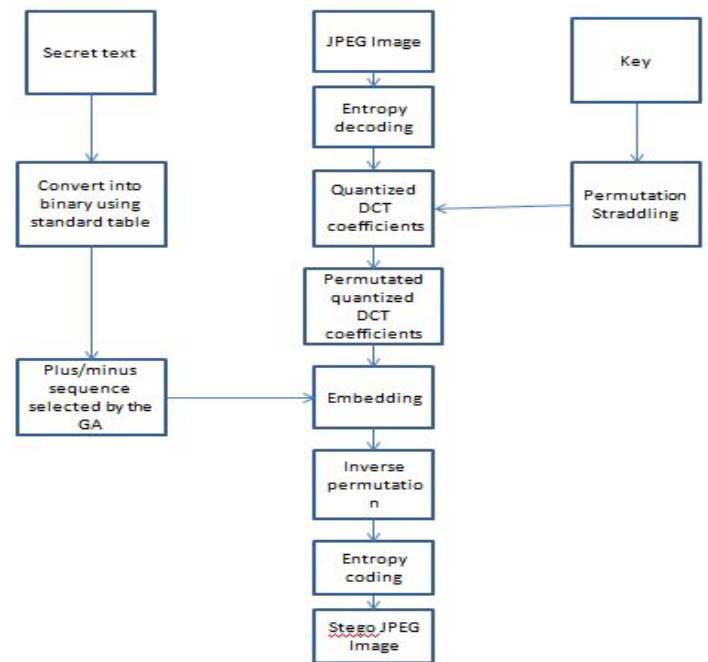 Secret text
Convert into
binary using
standard table
Plus/minus
sequence
selected by the
GA
JPEG Image
Entropy
decoding
Quantized
DCT
coefficients
Permutated
quantized
DCT
coefficients
Embedding
Inverse
permutatio
n
Entropy
coding
Stego JPEG
Image
Key
Permutation
Straddling